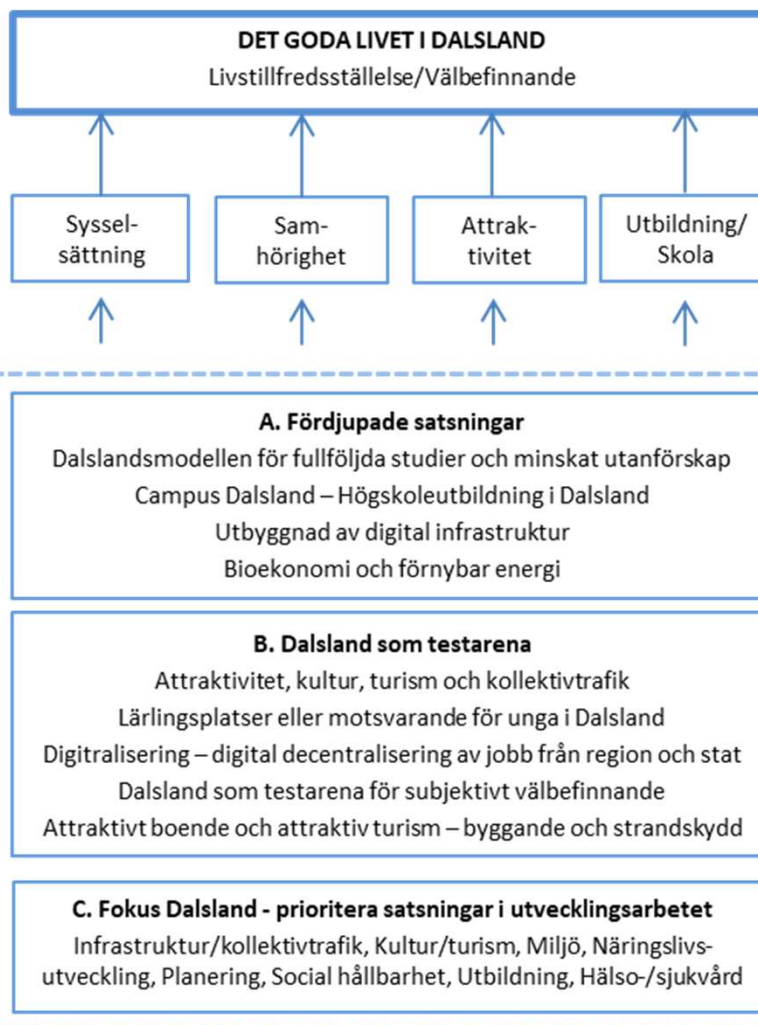 DET GODA LIVET I DALSLAND
Livstillfredsställelse/Välbefinnande
Syssel-
sättning
Sam-
hörighet
Attrak-
tivitet
Utbildning/
Skola
A. Fördjupade satsningar
Dalslandsmodellen för fullföljda studier och minskat utanförskap
Campus Dalsland – Högskoleutbildning i Dalsland
Utbyggnad av digital infrastruktur
Bioekonomi och förnybar energi
B. Dalsland som testarena
Attraktivitet, kultur, turism och kollektivtrafik
Lärlingsplatser eller motsvarande för unga i Dalsland
Digitralisering – digital decentralisering av jobb från region och stat
Dalsland som testarena för subjektivt välbefinnande
Attraktivt boende och attraktiv turism – byggande och strandskydd
C. Fokus Dalsland - prioritera satsningar i utvecklingsarbetet
Infrastruktur/kollektivtrafik, Kultur/turism, Miljö, Näringslivs-
utveckling, Planering, Social hållbarhet, Utbildning, Hälso-/sjukvård